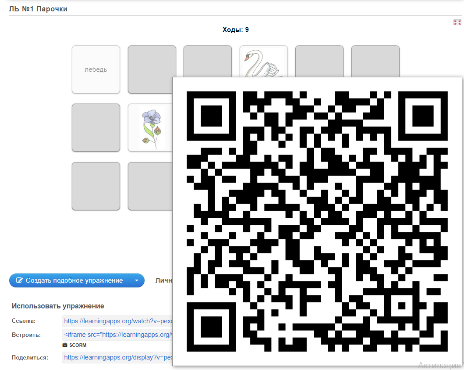 ЛБ №1 Парочки
Ходы: 9
лебедь
Создать подобное упражнение
Личн
Использовать упражнение
Ссылка: https://learningapps.org/watch?v=
Встроить: <iframe src="https://learningapps.org/
SCORM
Поделиться: https://learningapps.org/display?v=